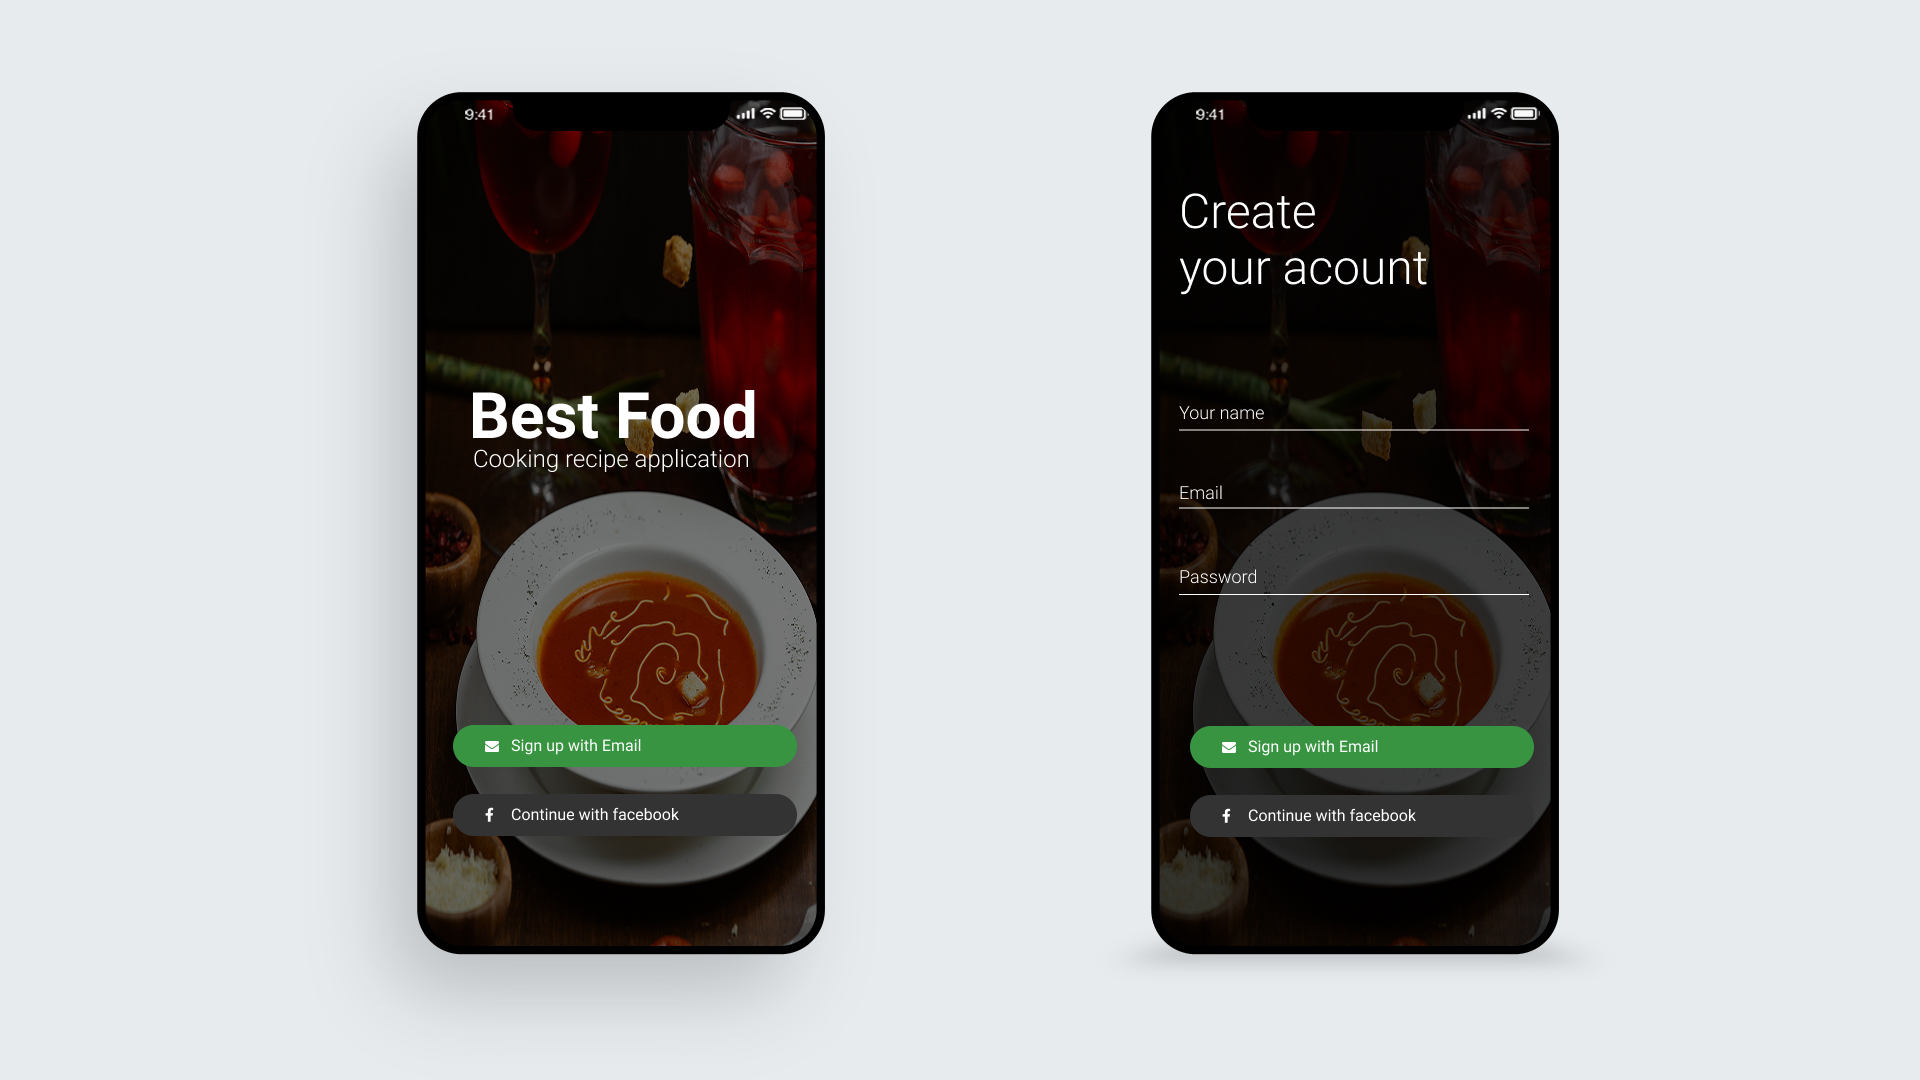 9:41
Best Food
Cooking recipe application
Sign up with Email
Continue with facebook
9:41
Create
your acount
Your name
Email
Password
Sign up with Email
Continue with facebook